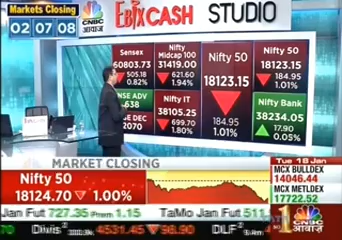 Markets Closing
02:07:08
CNBC
आवाज़
EBIXCASH STUDIO
Sensex
60803.73
505.18
0.82%
Nifty
Midcap 100
31419.00
621.60
1.94%
Nifty 50
18123.15
184.95
1.01%
Nifty 50
18123.15
184.95
1.01%
NSE ADV
638
NSE DEC
2070
Nifty IT
38105.25
699.70
1.80%
Nifty Bank
38234.05
17.90
0.05%
MARKET CLOSING
Tue 18 Jan
Nifty 50
18124.70 1.00%
MCX BULLDEX
14046.44
MCX METLDEX
17722.52
Jan Fut 727.35 Prem 1.15 TaMo Jan Fut 511
4531.45 -98.90 DLF
CNBC
आवाज़